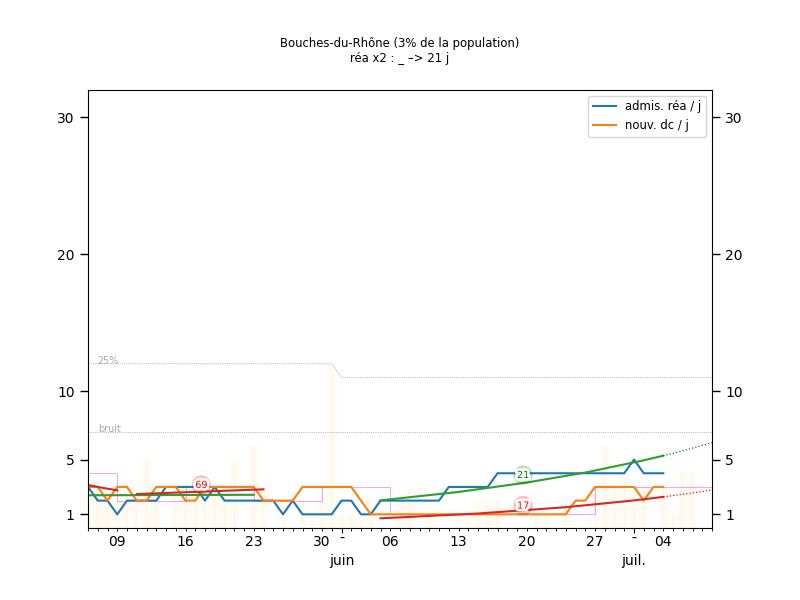 Bouches-du-Rhône (3% de la population)
réa x2 : _ –> 21 j
admis. réa / j
nouv. dc / j
30 30
20 20
25%
10 10
bruit
5 5
21
69
17
1 1
09 16 23 30 - 06 13 20 27 - 04
juin juil.